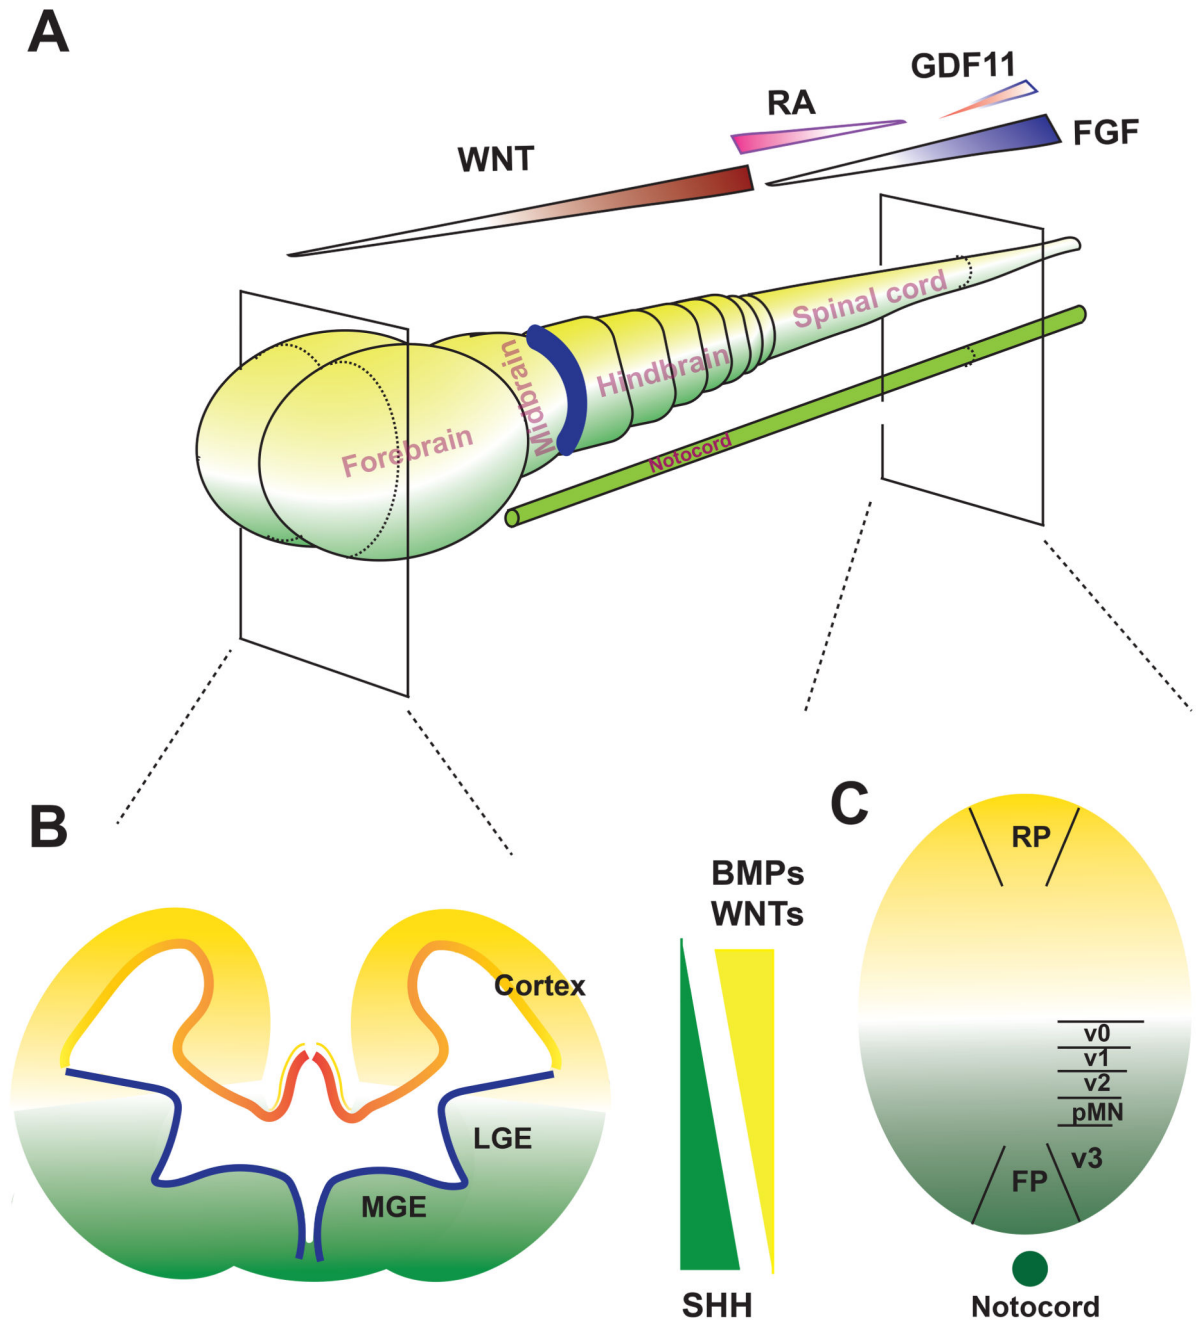 A
GDF11
RA
FGF
WNT
Spinal cord
Midbrain
Hindbrain
Forebrain
Notocord
B
C
BMPs
WNTs
RP
Cortex
v0
v1
v2
pMN
LGE
v3
FP
MGE
SHH
Notocord